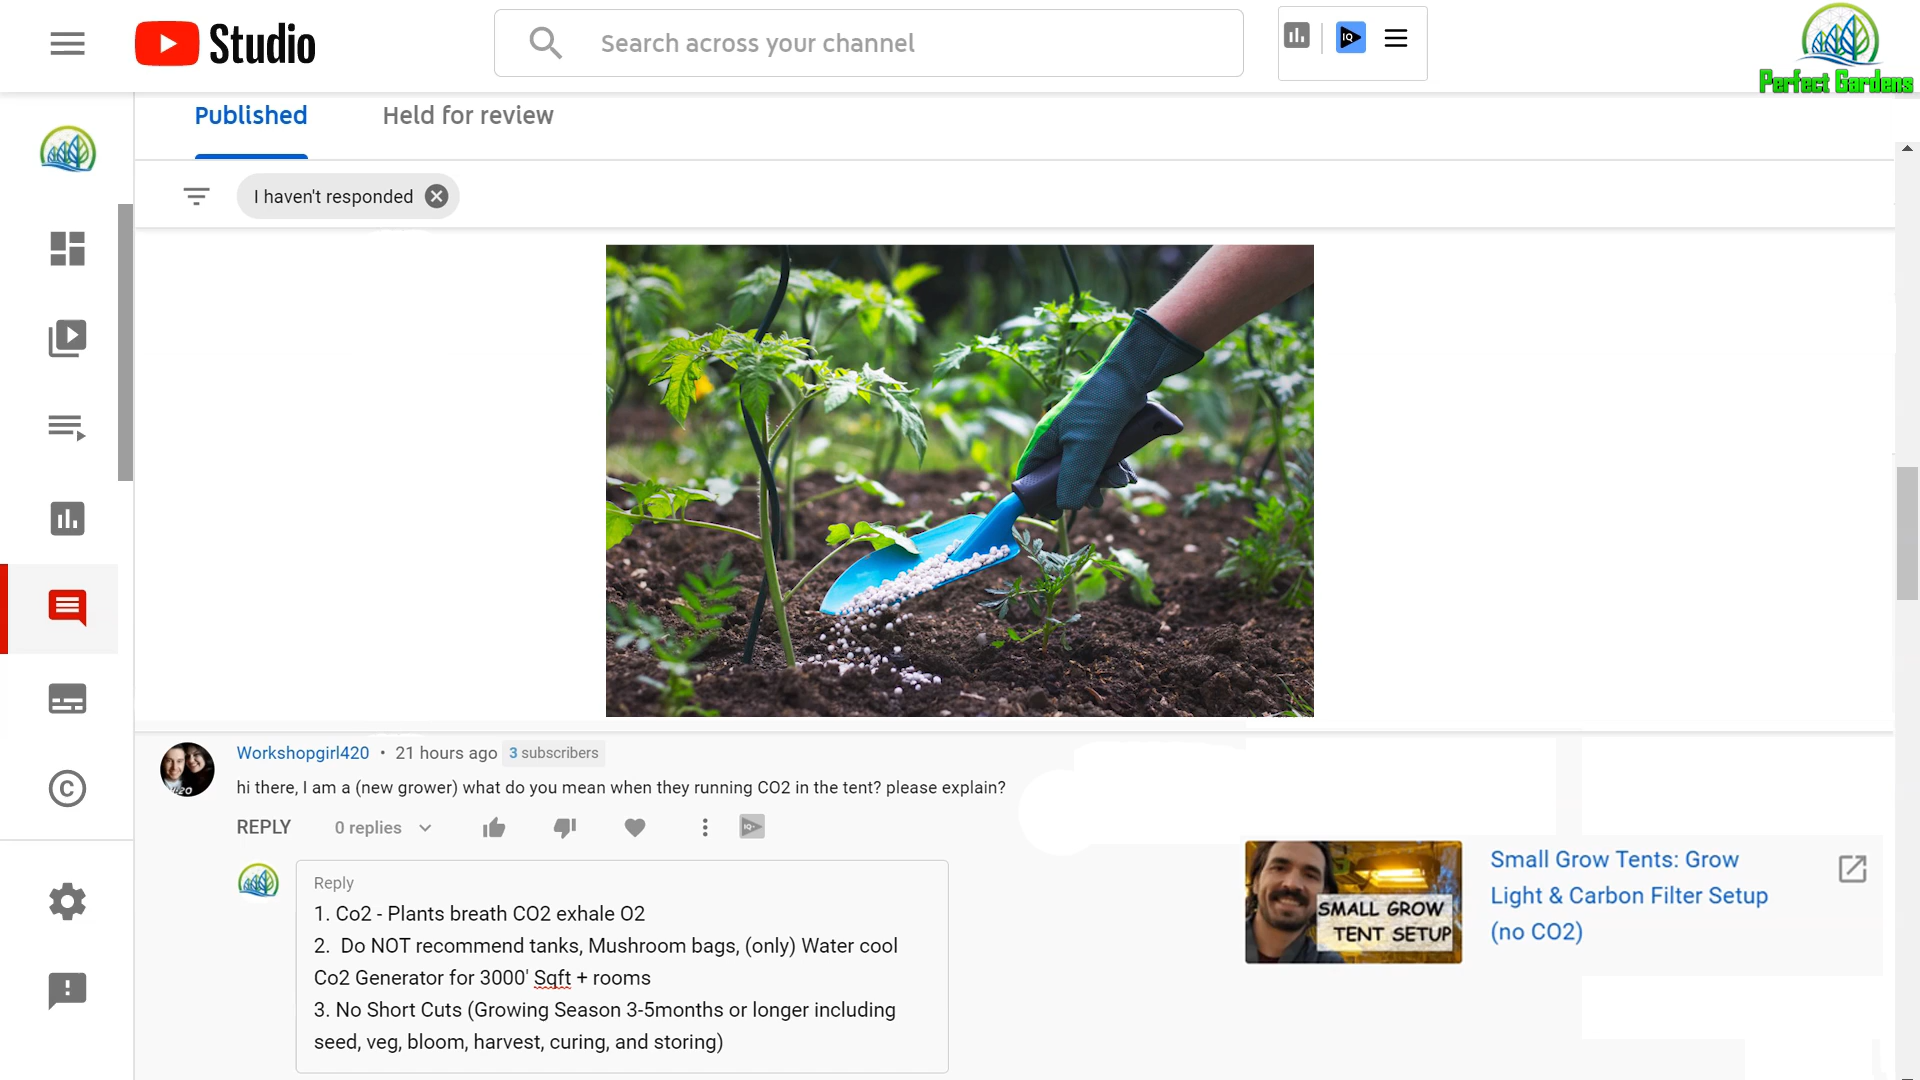 Studio
Search across your channel
IQ
Perfect Gardens
Published
Held for review
I haven't responded
Workshopgirl420 • 21 hours ago 3 subscribers
hi there, I am a (new grower) what do you mean when they running CO2 in the tent? please explain?
REPLY
0 replies
Reply
1. Co2 - Plants breath CO2 exhale O2
2.  Do NOT recommend tanks, Mushroom bags, (only) Water cool
Co2 Generator for 3000' Sqft + rooms
3. No Short Cuts (Growing Season 3-5months or longer including
seed, veg, bloom, harvest, curing, and storing)
SMALL GROW
TENT SETUP
Small Grow Tents: Grow
Light & Carbon Filter Setup
(no CO2)